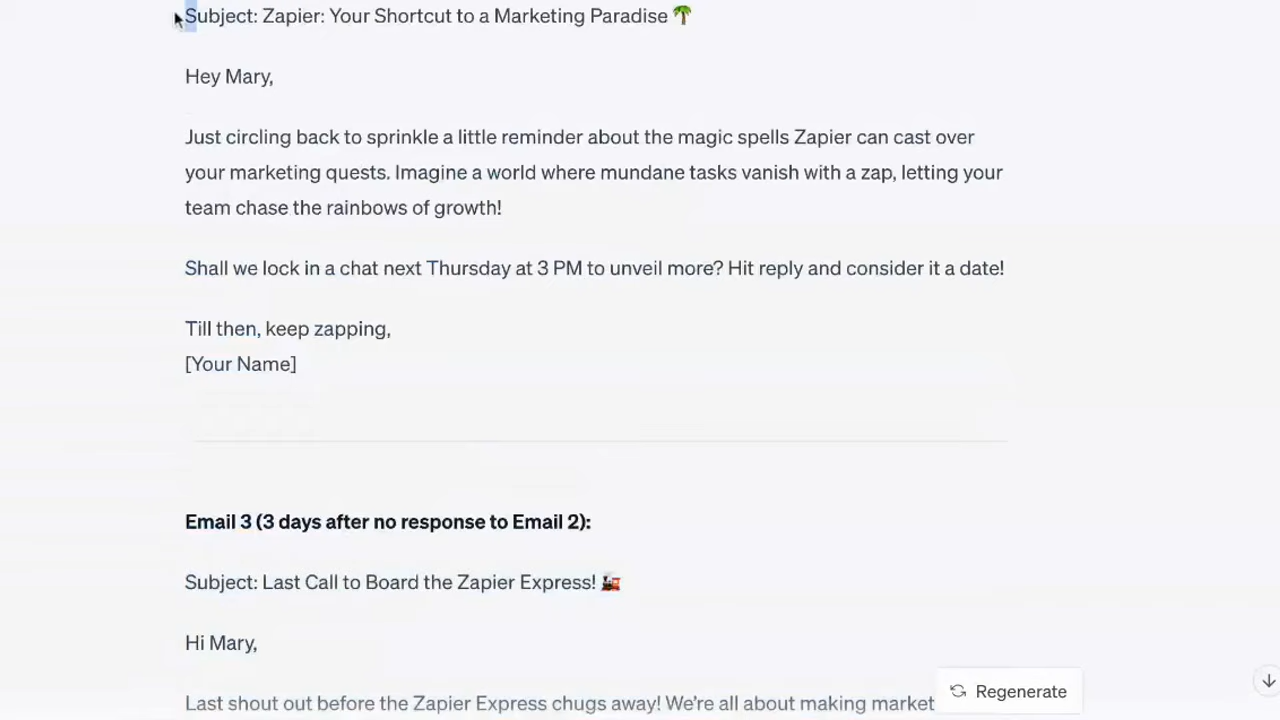 Subject: Zapier: Your Shortcut to a Marketing Paradise 🌴
Hey Mary,
Just circling back to sprinkle a little reminder about the magic spells Zapier can cast over
your marketing quests. Imagine a world where mundane tasks vanish with a zap, letting your
team chase the rainbows of growth!
Shall we lock in a chat next Thursday at 3 PM to unveil more? Hit reply and consider it a date!
Till then, keep zapping,
[Your Name]
Email 3 (3 days after no response to Email 2):
Subject: Last Call to Board the Zapier Express! 🚂
Hi Mary,
Last shout out before the Zapier Express chugs away! We’re all about making market
Regenerate